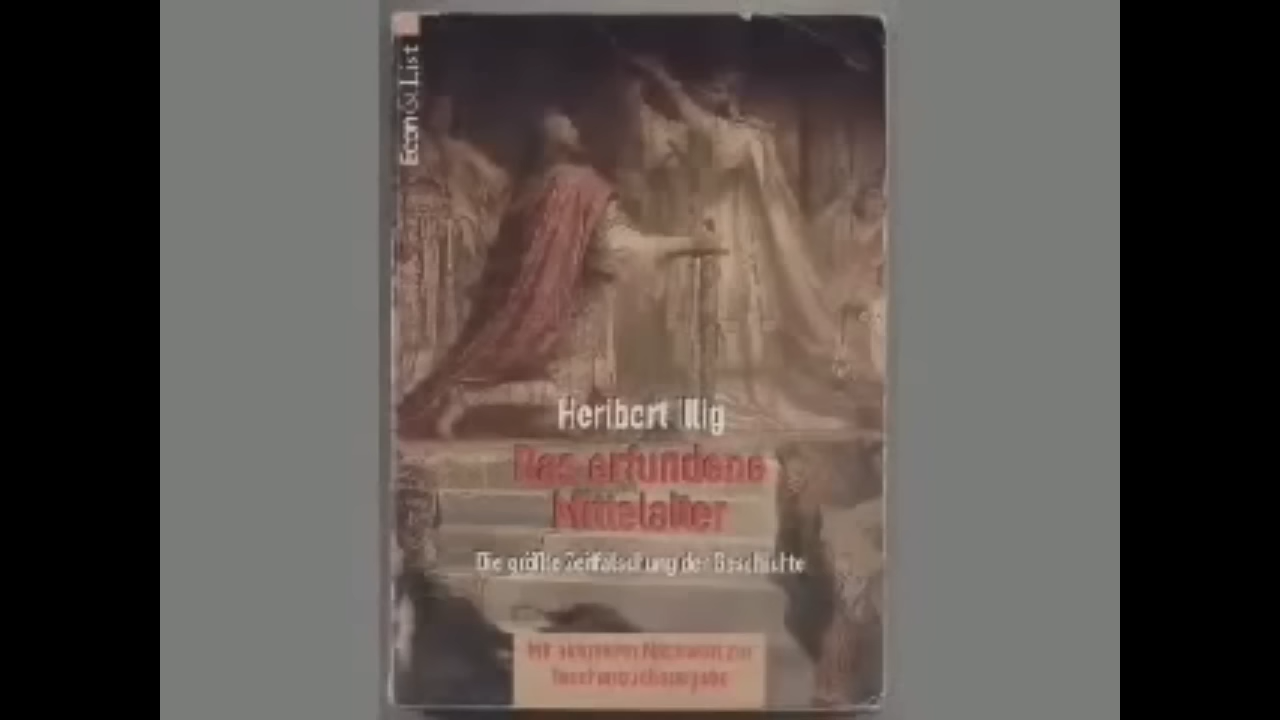 Econ & List
Heribert Illig
Das erfundene
Mittelalter
Die größte Zeitfälschung der Geschichte